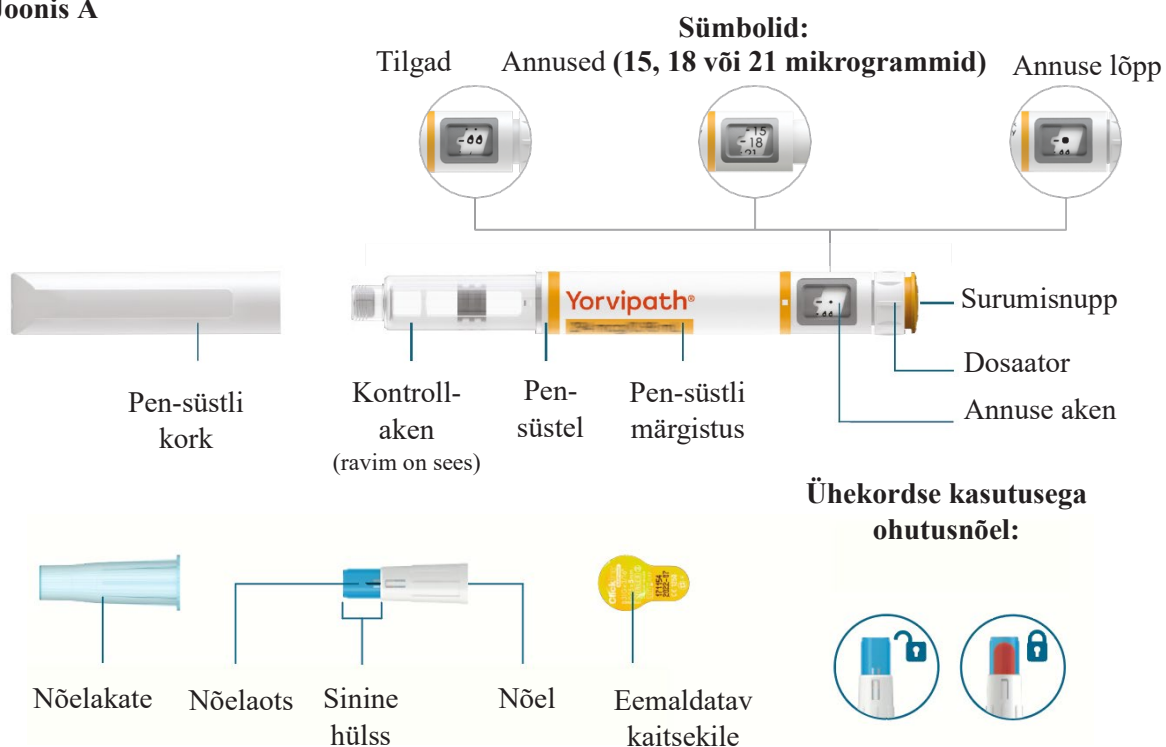 Joonis A
Sümbolid:
Tilgad Annused (15, 18 või 21 mikrogrammid) Annuse lõpp
-15
-18
21
Yorvipath®
Surumisnupp
Dosaator
Annuse aken
Pen-süstli
kork
Kontroll-
aken
(ravim on sees)
Pen-
süstel
Pen-süstli
märgistus
Ühekordse kasutusega
ohutusnõel:
Nõelakate
Nõelaots
Sinine
hülss
Nõel
Eemaldatav
kaitsekile